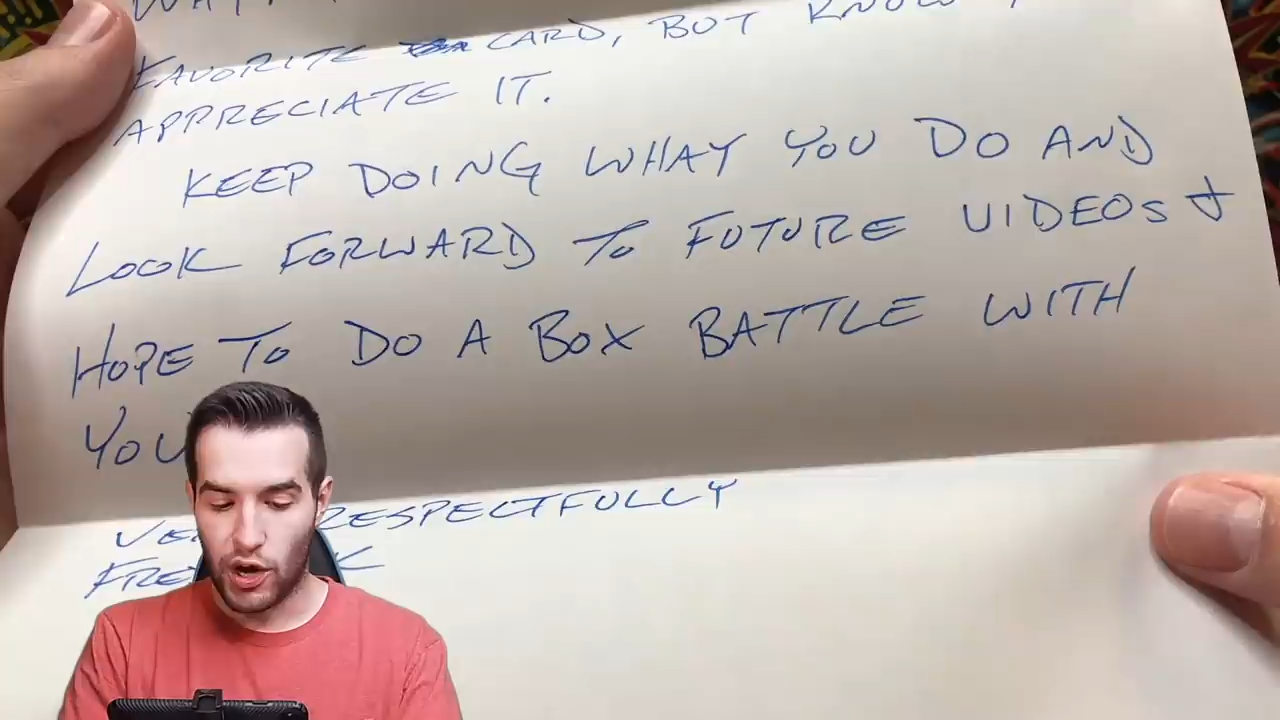 FAVORITE CARD, BUT KNOW I
APPRECIATE IT.
KEEP DOING WHAY YOU DO AND
LOOK FORWARD TO FUTURE VIDEOS &
HOPE TO DO A BOX BATTLE WITH
YOU
RESPECTFULLY